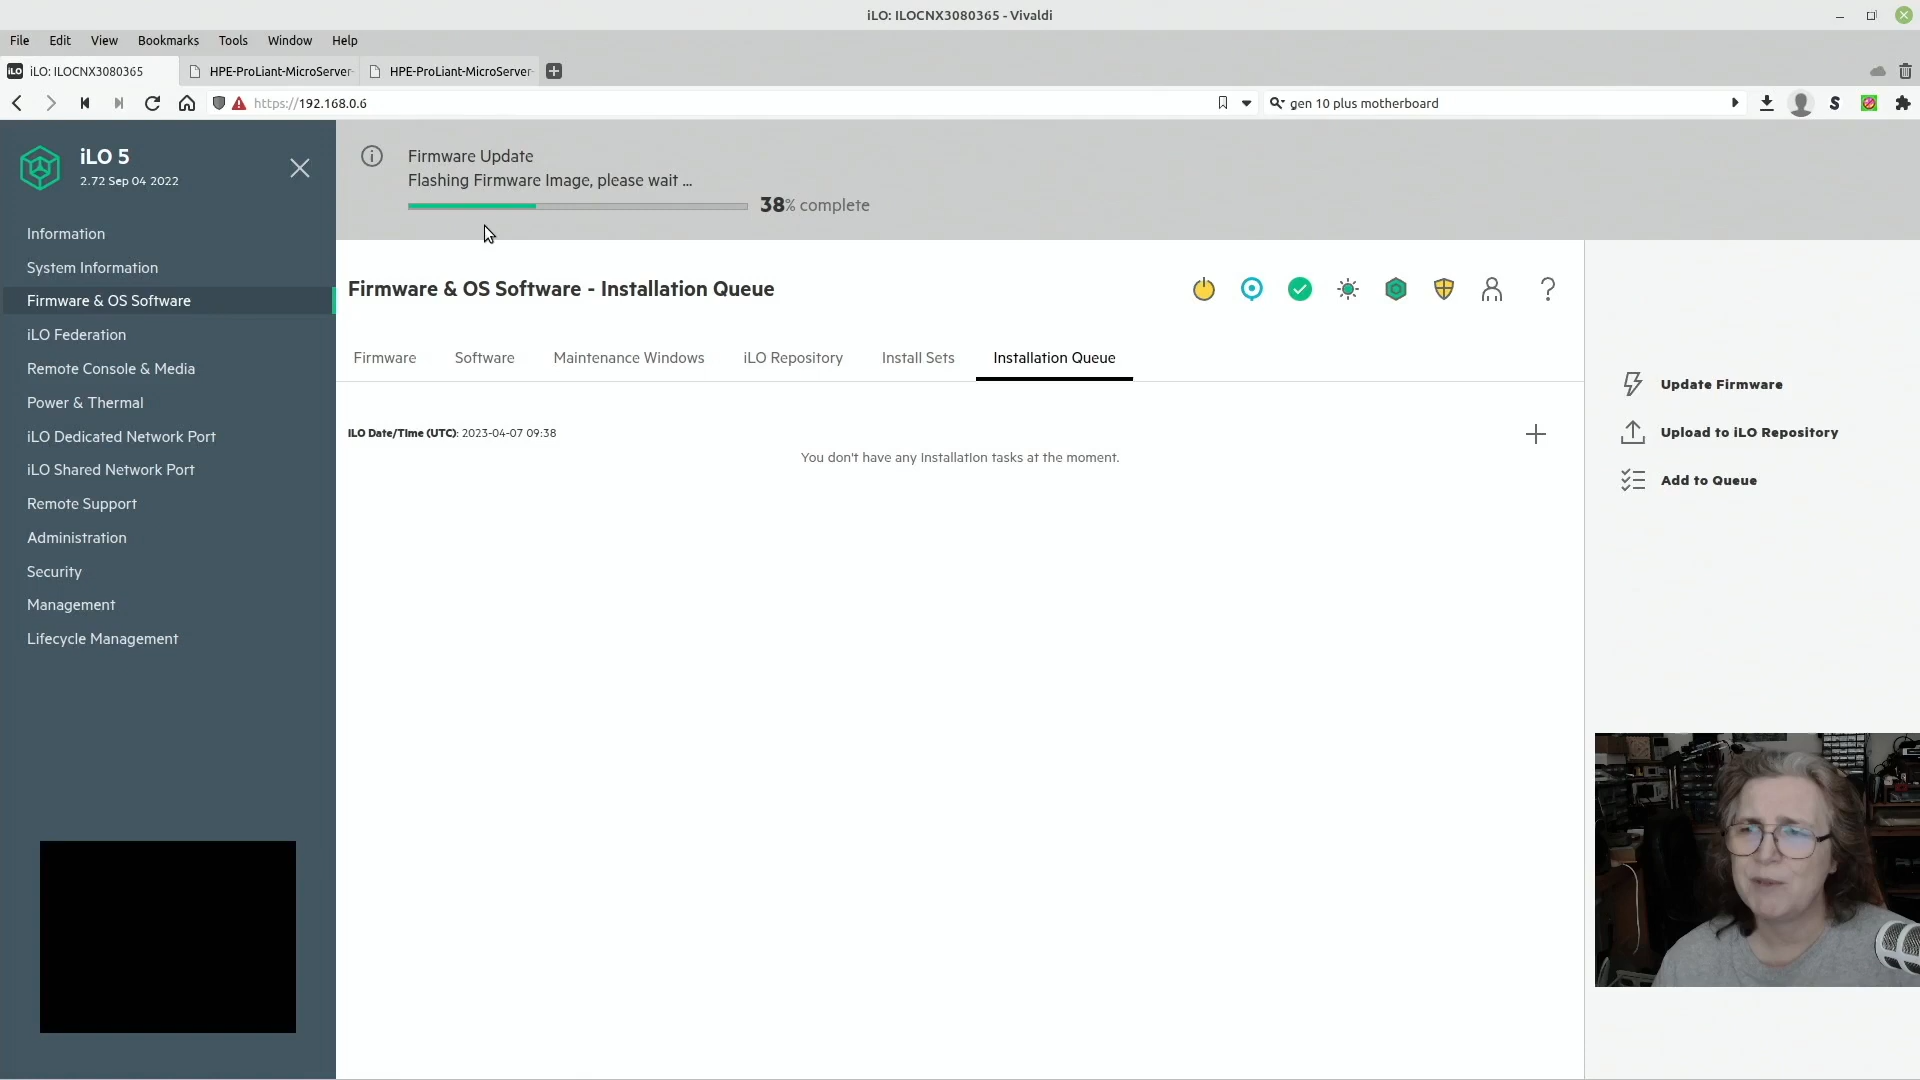 iLO: ILOCNX3080365 - Vivaldi
File Edit View Bookmarks Tools Window Help
iLO iLO: ILOCNX3080365 HPE-ProLiant-MicroServer- HPE-ProLiant-MicroServer-
https://192.168.0.6 gen 10 plus motherboard S
iLO 5
2.72 Sep 04 2022
Information
System Information
Firmware & OS Software
iLO Federation
Remote Console & Media
Power & Thermal
iLO Dedicated Network Port
iLO Shared Network Port
Remote Support
Administration
Security
Management
Lifecycle Management
Firmware Update
Flashing Firmware Image, please wait ...
38% complete
Firmware & OS Software - Installation Queue
Firmware Software Maintenance Windows iLO Repository Install Sets Installation Queue
iLO Date/Time (UTC): 2023-04-07 09:38
You don't have any installation tasks at the moment.
Update Firmware
Upload to iLO Repository
Add to Queue